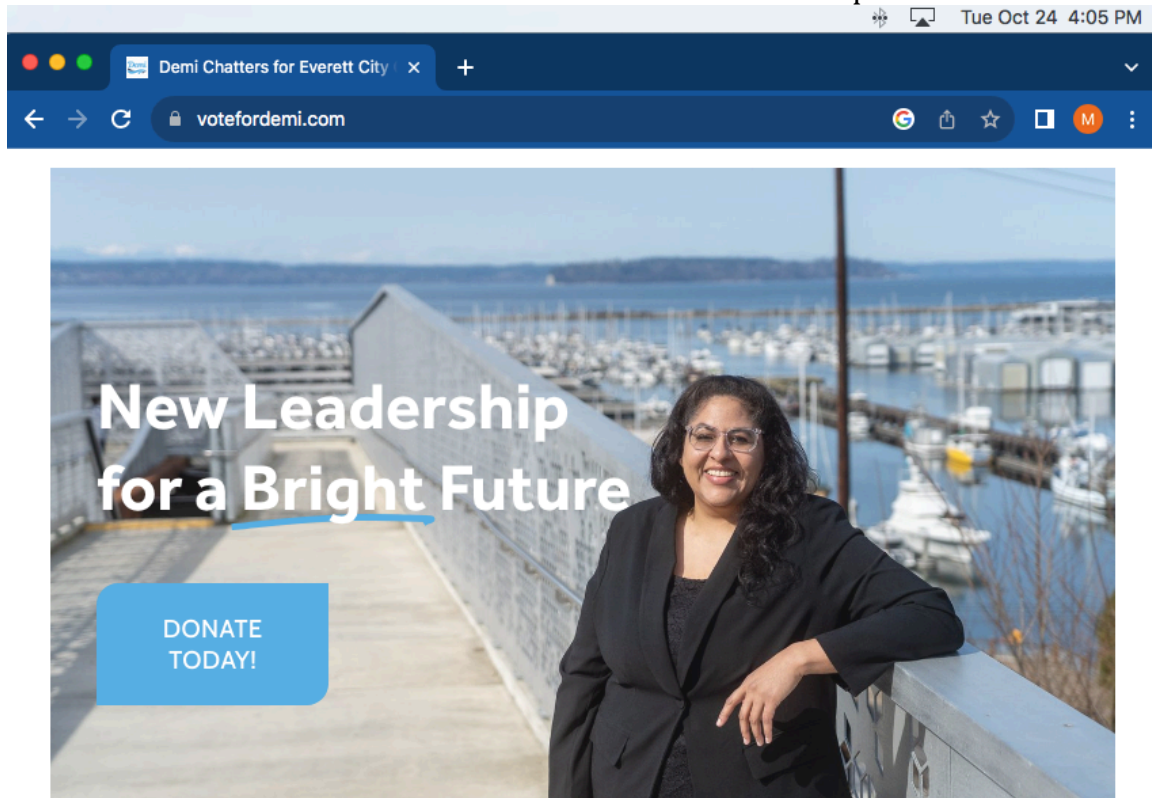 Tue Oct 24 4:05 PM
Demi Chatters for Everett City
votefordemi.com
M
New Leadership
for a Bright Future
DONATE
TODAY!